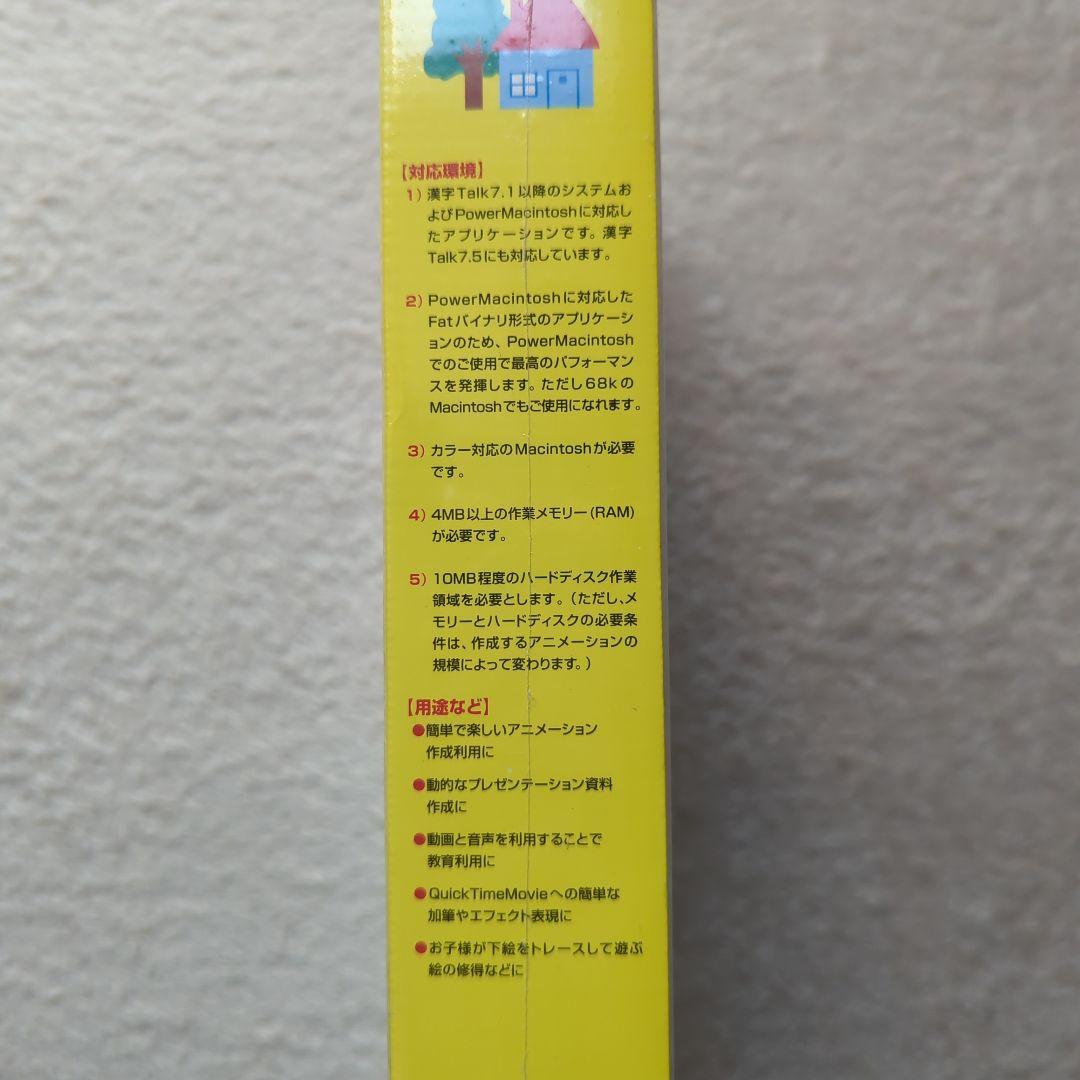 【対応環境】
1) 漢字Talk7.1以降のシステムお
よびPowerMacintoshに対応し
たアプリケーションです。漢字
Talk7.5にも対応しています。
2) PowerMacintoshに対応した
Fatバイナリ形式のアプリケーシ
ョンのため、PowerMacintosh
でのご使用で最高のパフォーマン
スを発揮します。ただし68kの
Macintoshでもご使用になれます。
3) カラー対応のMacintoshが必要
です。
4) 4MB以上の作業メモリー(RAM)
が必要です。
5) 10MB程度のハードディスク作業
領域を必要とします。(ただし、メ
モリーとハードディスクの必要条
件は、作成するアニメーションの
規模によって変わります。)
【用途など】
●簡単で楽しいアニメーション
作成利用に
●動的なプレゼンテーション資料
作成に
●動画と音声を利用することで
教育利用に
●QuickTimeMovieへの簡単な
加筆やエフェクト表現に
●お子様が下絵をトレースして遊ぶ
絵の修得などに